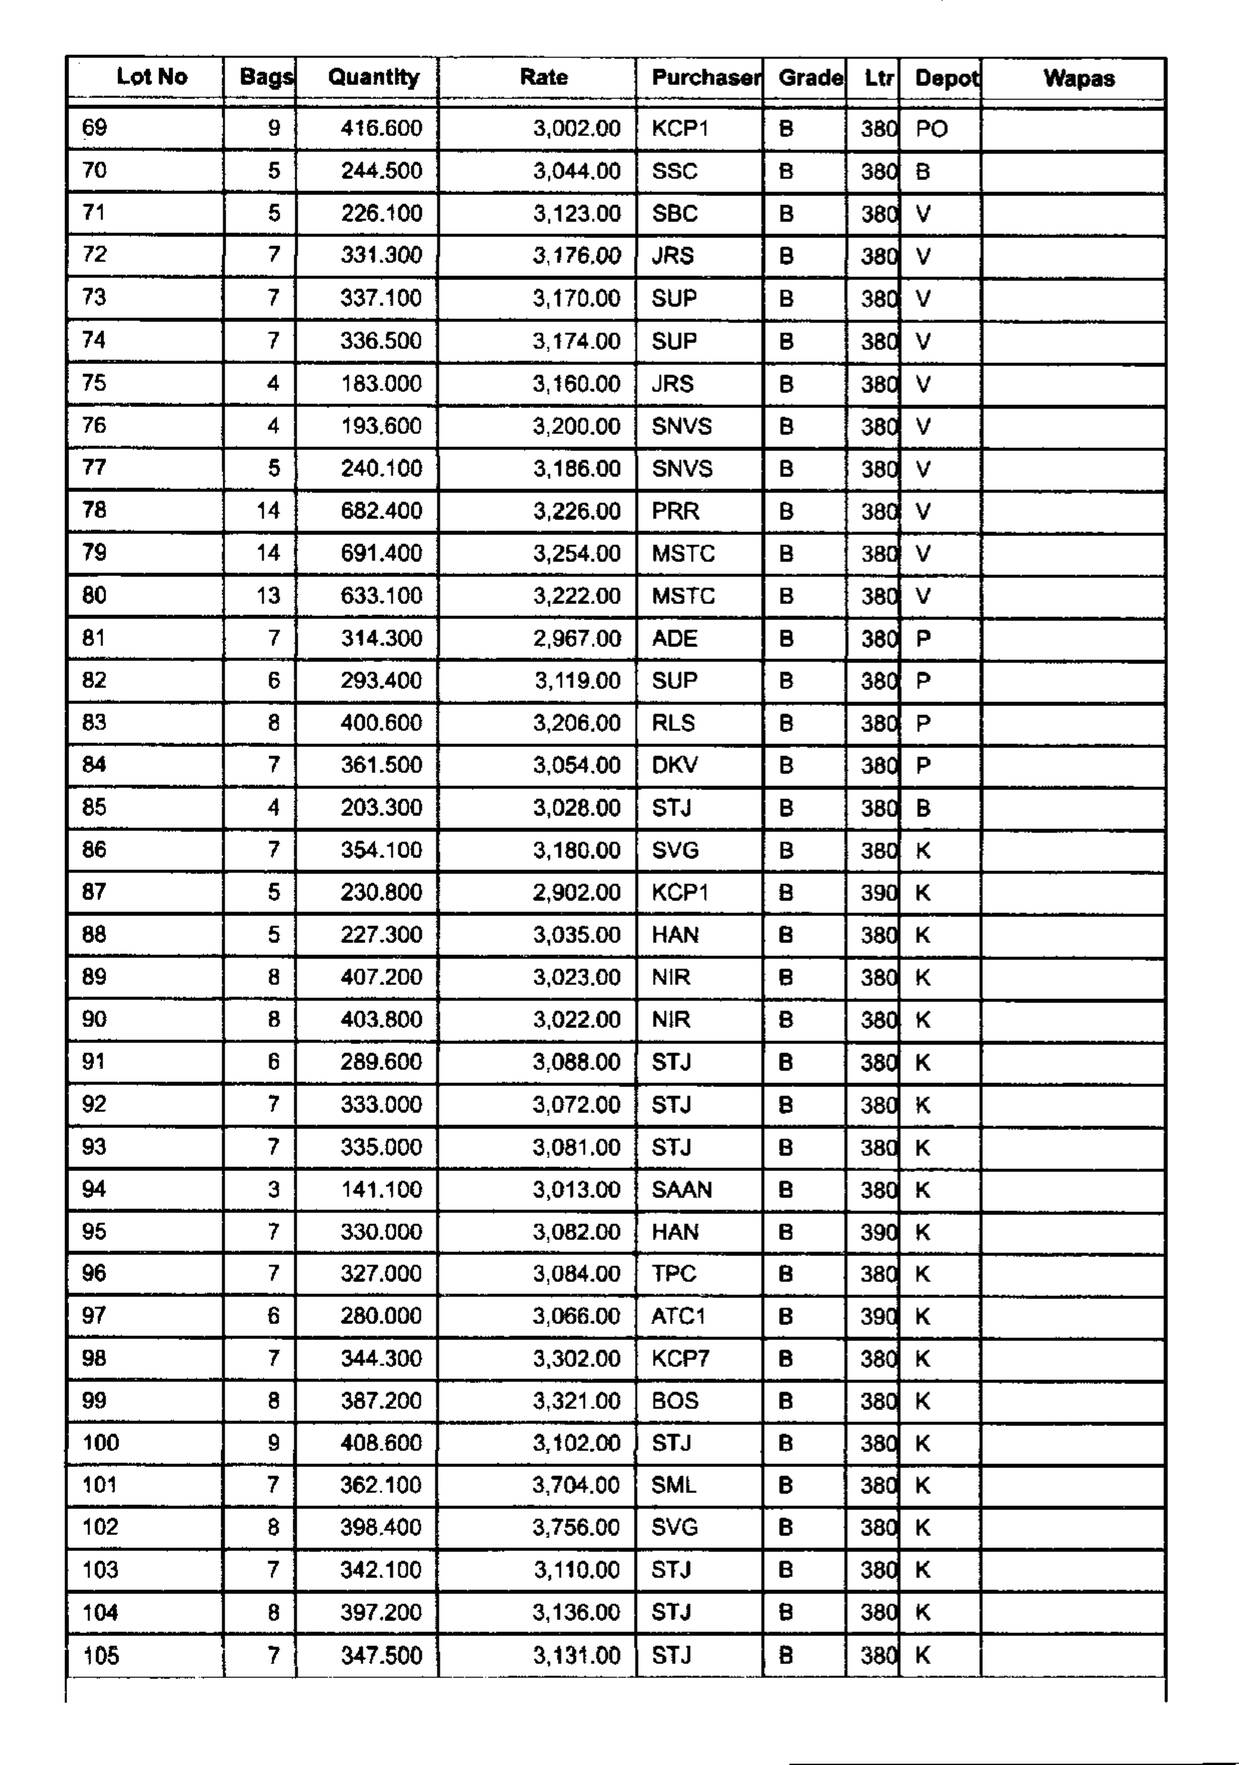 Lot No Bags Quantity Rate Purchaser Grade Ltr Depot Wapas
69 9 416.600 3,002.00 KCP1 B 380 PO
70 5 244.500 3,044.00 SSC B 380 B
71 5 226.100 3,123.00 SBC B 380 V
72 7 331.300 3,176.00 JRS B 380 V
73 7 337.100 3,170.00 SUP B 380 V
74 7 336.500 3,174.00 SUP B 380 V
75 4 183.000 3,160.00 JRS B 380 V
76 4 193.600 3,200.00 SNVS B 380 V
77 5 240.100 3,186.00 SNVS B 380 V
78 14 682.400 3,226.00 PRR B 380 V
79 14 691.400 3,254.00 MSTC B 380 V
80 13 633.100 3,222.00 MSTC B 380 V
81 7 314.300 2,967.00 ADE B 380 P
82 6 293.400 3,119.00 SUP B 380 P
83 8 400.600 3,206.00 RLS B 380 P
84 7 361.500 3,054.00 DKV B 380 P
85 4 203.300 3,028.00 STJ B 380 B
86 7 354.100 3,180.00 SVG B 380 K
87 5 230.800 2,902.00 KCP1 B 390 K
88 5 227.300 3,035.00 HAN B 380 K
89 8 407.200 3,023.00 NIR B 380 K
90 8 403.800 3,022.00 NIR B 380 K
91 6 289.600 3,088.00 STJ B 380 K
92 7 333.000 3,072.00 STJ B 380 K
93 7 335.000 3,081.00 STJ B 380 K
94 3 141.100 3,013.00 SAAN B 380 K
95 7 330.000 3,082.00 HAN B 390 K
96 7 327.000 3,084.00 TPC B 380 K
97 6 280.000 3,066.00 ATC1 B 390 K
98 7 344.300 3,302.00 KCP7 B 380 K
99 8 387.200 3,321.00 BOS B 380 K
100 9 408.600 3,102.00 STJ B 380 K
101 7 362.100 3,704.00 SML B 380 K
102 8 398.400 3,756.00 SVG B 380 K
103 7 342.100 3,110.00 STJ B 380 K
104 8 397.200 3,136.00 STJ B 380 K
105 7 347.500 3,131.00 STJ B 380 K